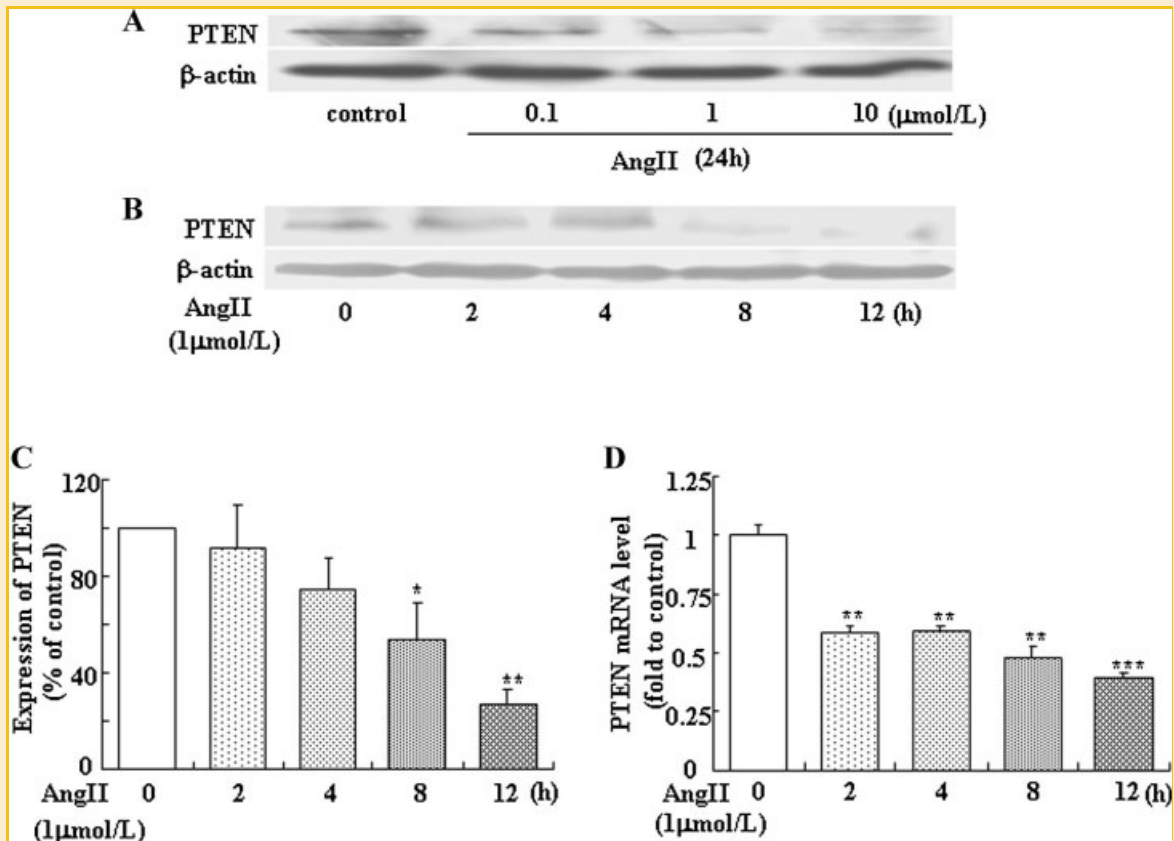 A
PTEN
β-actin
control 0.1 1 10 (μmol/L)
AngII (24h)
B
PTEN
β-actin
AngII 0 2 4 8 12 (h)
(1μmol/L)
C
Expression of PTEN
(% of control)
120
80
40
0
* **
AngII 0 2 4 8 12 (h)
(1μmol/L)
D
PTEN mRNA level
(fold to control)
1.25
1
0.75
0.5
0.25
0
** ** ** ***
AngII 0 2 4 8 12 (h)
(1μmol/L)